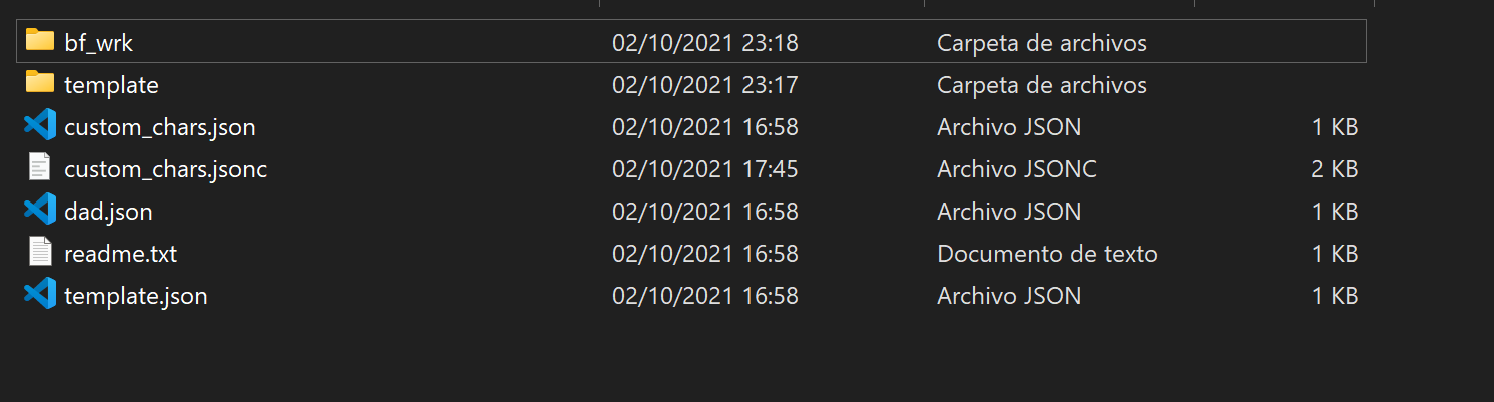 bf_wrk 02/10/2021 23:18 Carpeta de archivos
template 02/10/2021 23:17 Carpeta de archivos
custom_chars.json 02/10/2021 16:58 Archivo JSON 1 KB
custom_chars.jsonc 02/10/2021 17:45 Archivo JSONC 2 KB
dad.json 02/10/2021 16:58 Archivo JSON 1 KB
readme.txt 02/10/2021 16:58 Documento de texto 1 KB
template.json 02/10/2021 16:58 Archivo JSON 1 KB